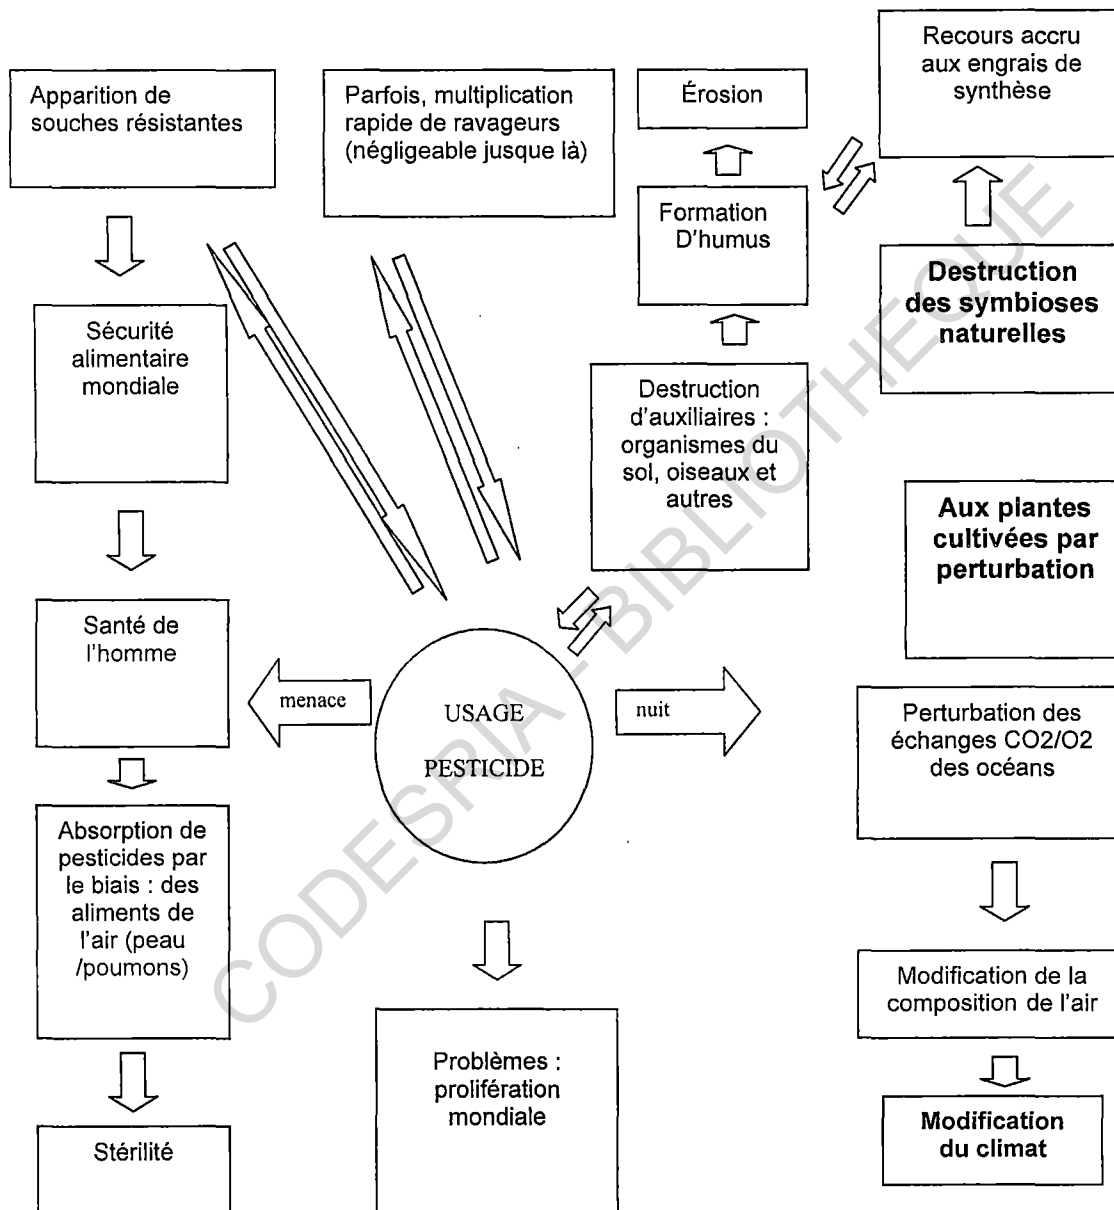 Recours accru
aux engrais de
synthèse
Apparition de
souches résistantes
Parfois, multiplication
rapide de ravageurs
(négligeable jusque là)
Érosion
Formation
D'humus
Destruction
des symbioses
naturelles
Sécurité
alimentaire
mondiale
Destruction
d'auxiliaires :
organismes du
sol, oiseaux et
autres
Aux plantes
cultivées par
perturbation
Santé de
l'homme
menace
USAGE
PESTICIDE
nuit
Perturbation des
échanges CO2/O2
des océans
Absorption de
pesticides par
le biais : des
aliments de
l'air (peau
/poumons)
Modification de la
composition de l'air
Problèmes :
prolifération
mondiale
Modification
du climat
Stérilité
CODESRIA - BIBLIOTHEQUE